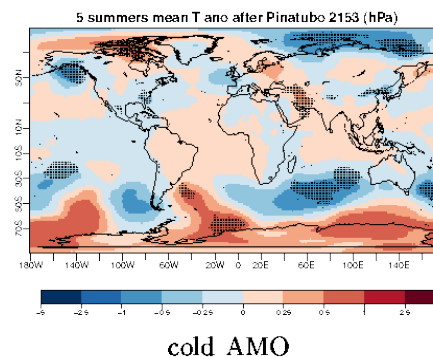 5 summers mean T ano after Pinatubo 2153 (hPa)
50N
10N
10S
30S
50S
70S
180W 140W 100W 60W 20W 0 20E 60E 100E 140E
-5 -2.5 -1 -0.5 -0.25 0 0.25 0.5 1 2.5
cold AMO